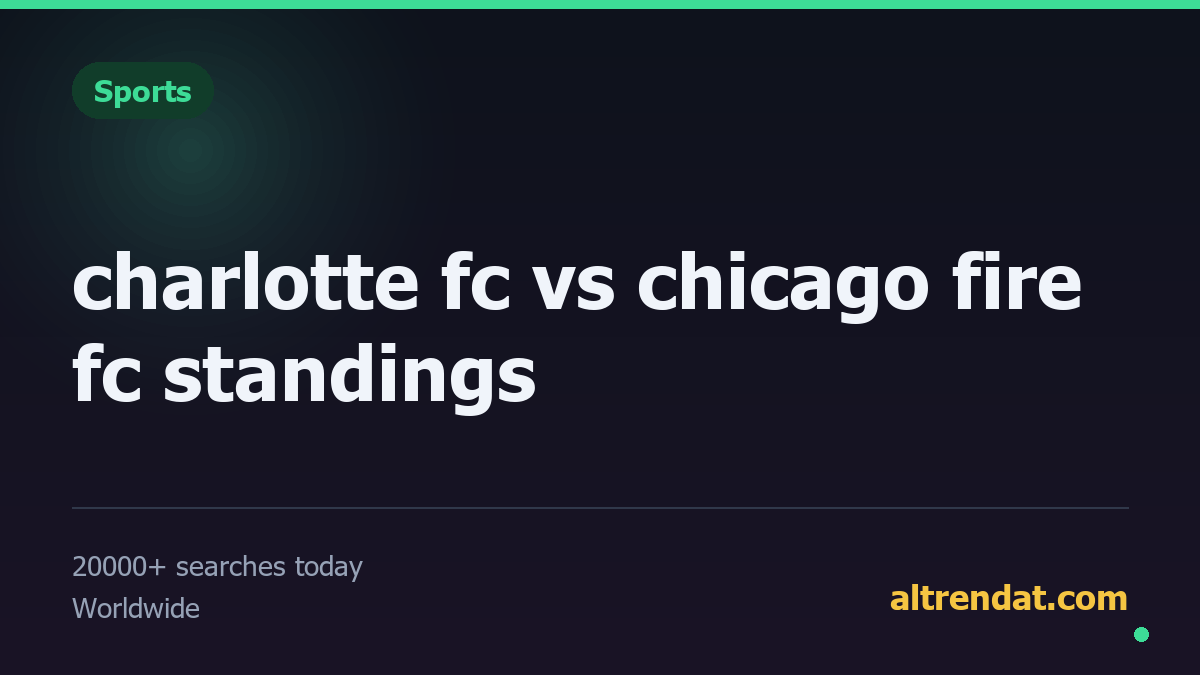 Sports
charlotte fc vs chicago fire
fc standings
20000+ searches today
Worldwide
altrendat.com